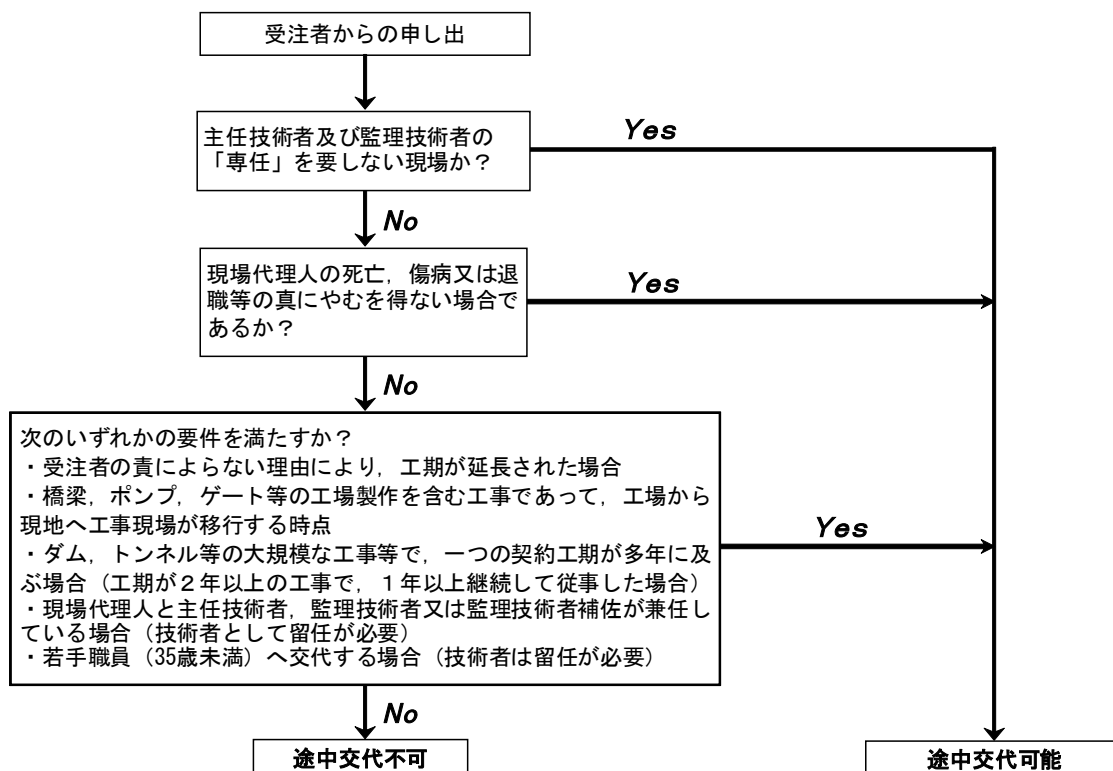 受注者からの申し出
主任技術者及び監理技術者の
「専任」を要しない現場か？
Yes
No
現場代理人の死亡，傷病又は退
職等の真にやむを得ない場合で
あるか？
Yes
No
次のいずれかの要件を満たすか？
・受注者の責によらない理由により，工期が延長された場合
・橋梁，ポンプ，ゲート等の工場製作を含む工事であって，工場から
現地へ工事現場が移行する時点
・ダム，トンネル等の大規模な工事等で，一つの契約工期が多年に及
ぶ場合（工期が２年以上の工事で，１年以上継続して従事した場合）
・現場代理人と主任技術者，監理技術者又は監理技術者補佐が兼任し
ている場合（技術者として留任が必要）
・若手職員（35歳未満）へ交代する場合（技術者は留任が必要）
Yes
No
途中交代不可
途中交代可能